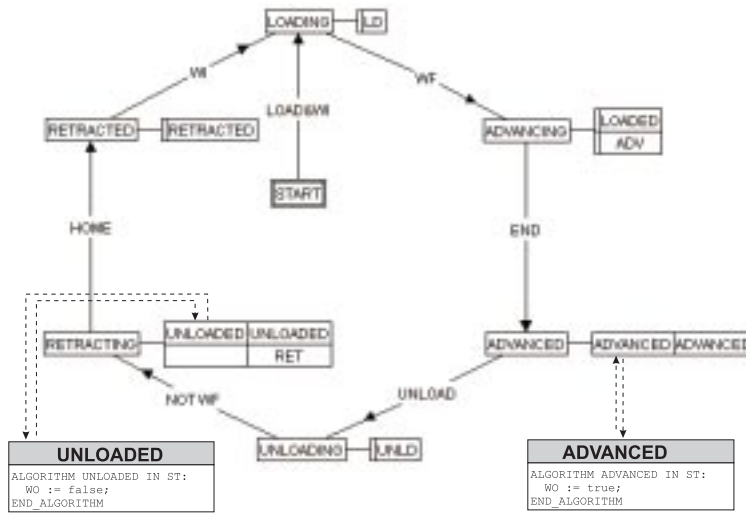 LOADING
LD
WI
WF
LOAD&WI
RETRACTED
RETRACTED
ADVANCING
LOADED
ADV
START
HOME
END
UNLOADED UNLOADED
RET
RETRACTING
ADVANCED
ADVANCED ADVANCED
UNLOAD
NOT WF
UNLOADING
UNLD
UNLOADED
ALGORITHM UNLOADED IN ST:
WO := false;
END_ALGORITHM
ADVANCED
ALGORITHM ADVANCED IN ST:
WO := true;
END_ALGORITHM